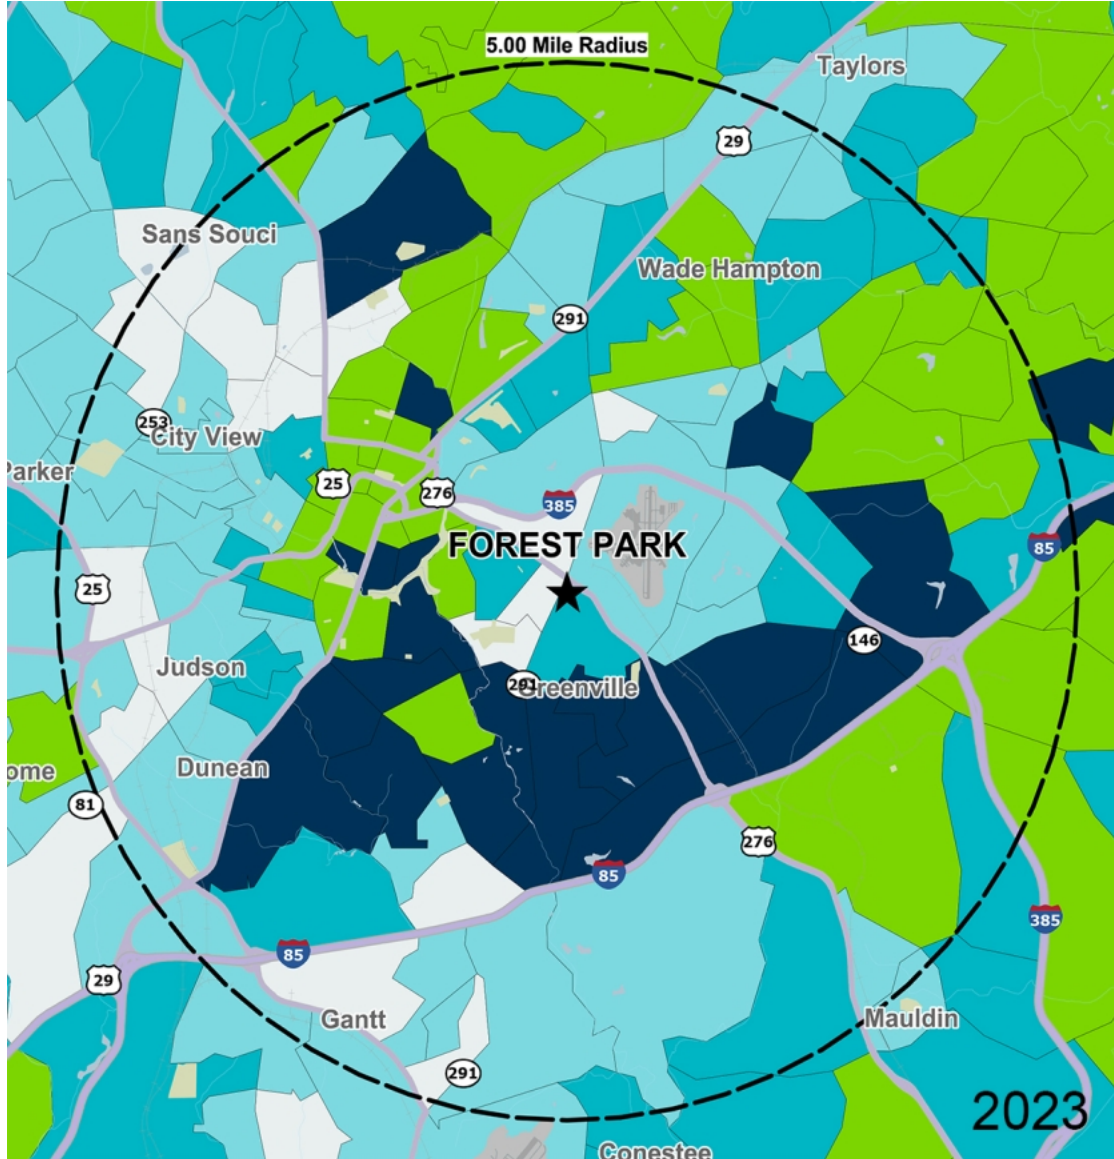 5.00 Mile Radius
Taylors
29
Sans Souci
Wade Hampton
291
253
City View
Parker
25
276
385
FOREST PARK
85
25
146
Judson
291
Greenville
Dunean
ome
81
276
85
385
85
29
Gantt
Mauldin
291
2023
Conestee